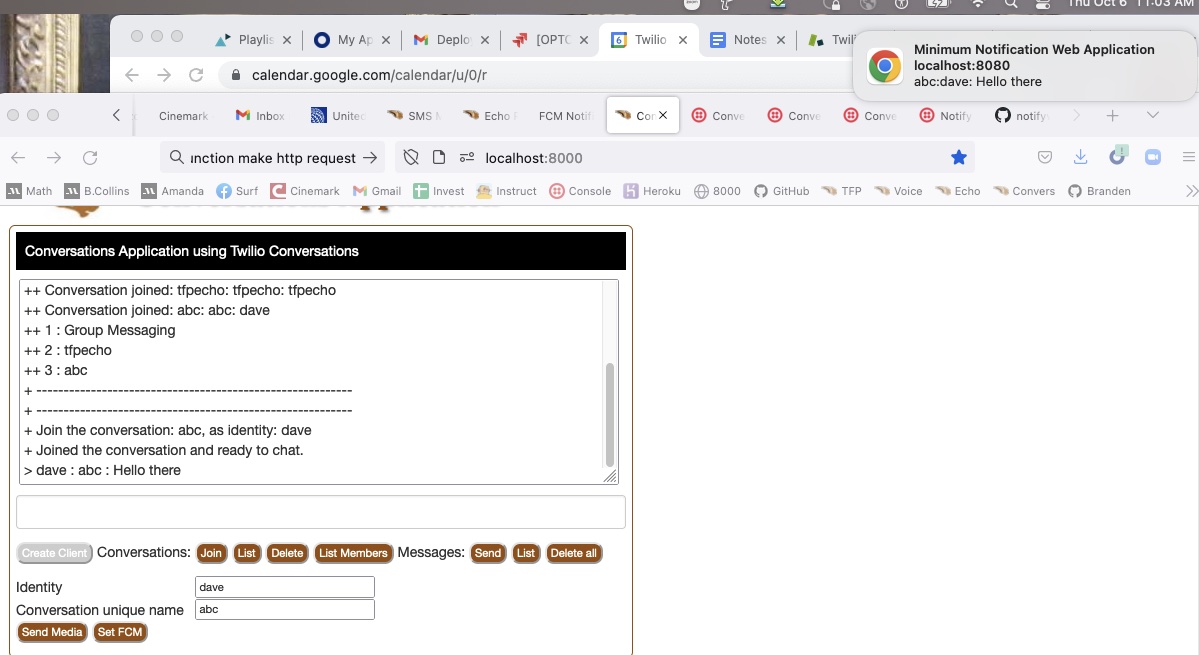 Thu Oct 6 11:03 AM
Playlis
My Ap
Deplo
[OPTC
Twilio
Notes
Twil
calendar.google.com/calendar/u/0/r
Minimum Notification Web Application
localhost:8080
abc:dave: Hello there
Cinemark
Inbox
United
SMS
Echo
FCM Notifi
Cor
Conve
Conve
Conve
Notify
notify
unction make http request
localhost:8000
Math
B.Collins
Amanda
Surf
Cinemark
Gmail
Invest
Instruct
Console
Heroku
8000
GitHub
TFP
Voice
Echo
Convers
Branden
Conversations Application using Twilio Conversations
++ Conversation joined: tfpecho: tfpecho: tfpecho
++ Conversation joined: abc: abc: dave
++ 1 : Group Messaging
++ 2 : tfpecho
++ 3 : abc
+ ----------------------------------------------------------
+ ----------------------------------------------------------
+ Join the conversation: abc, as identity: dave
+ Joined the conversation and ready to chat.
> dave : abc : Hello there
Create Client Conversations: Join List Delete List Members Messages: Send List Delete all
Identity dave
Conversation unique name abc
Send Media Set FCM